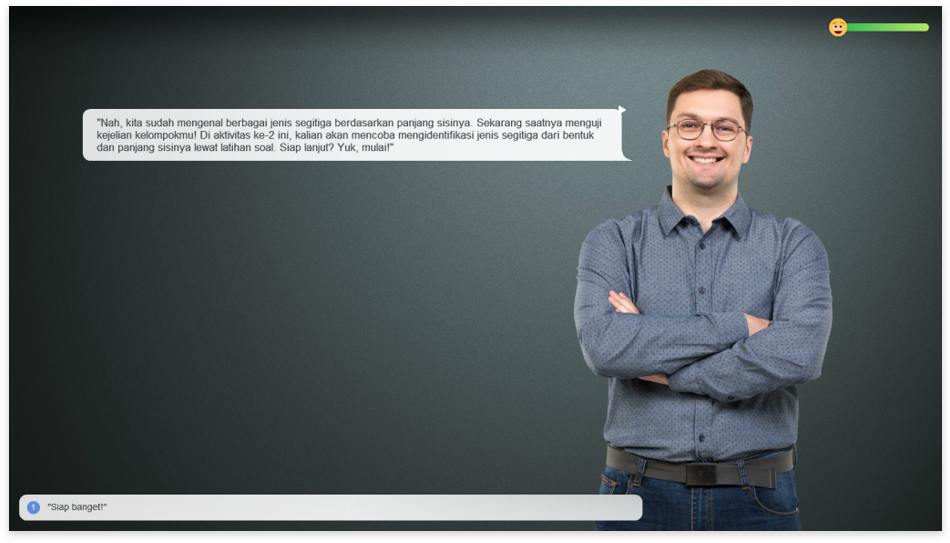 "Nah, kita sudah mengenal berbagai jenis segitiga berdasarkan panjang sisinya. Sekarang saatnya menguji
kejelian kelompokmu! Di aktivitas ke-2 ini, kalian akan mencoba mengidentifikasi jenis segitiga dari bentuk
dan panjang sisinya lewat latihan soal. Siap lanjut? Yuk, mulai!"
1 "Siap banget!"